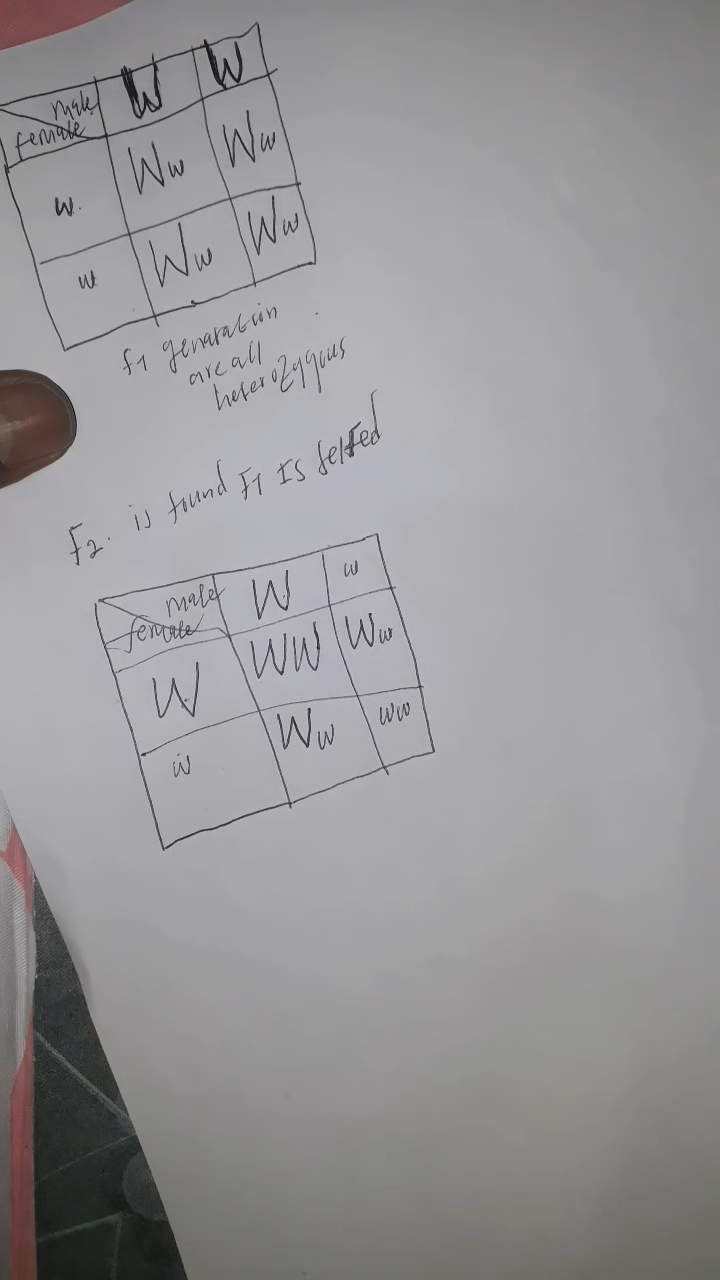 male W W
female
w. Ww Ww
w Ww Ww
F1 genaration
are all
heterozygous
F2. is found F1 IS selfed
male W w
female
W WW Ww
w Ww ww